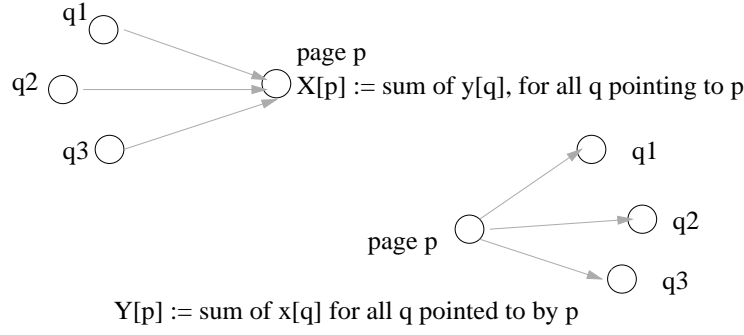 q1
page p
q2
X[p] := sum of y[q], for all q pointing to p
q3
q1
q2
page p
q3
Y[p] := sum of x[q] for all q pointed to by p